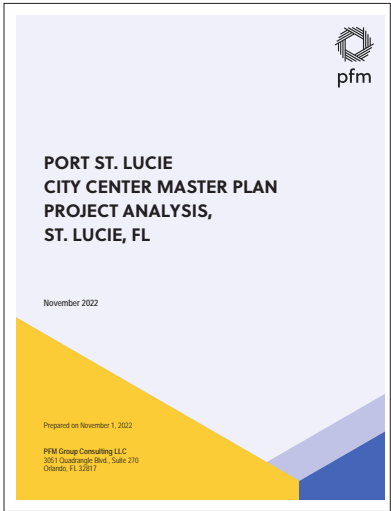 pfm
PORT ST. LUCIE
CITY CENTER MASTER PLAN
PROJECT ANALYSIS,
ST. LUCIE, FL
November 2022
Prepared on November 1, 2022
PFM Group Consulting LLC
3051 Quadrangle Blvd., Suite 270
Orlando, FL 32817